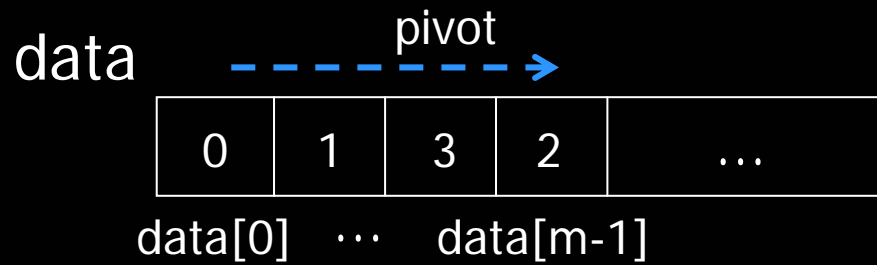 pivot
data
0 1 3 2 ...
data[0] ... data[m-1]